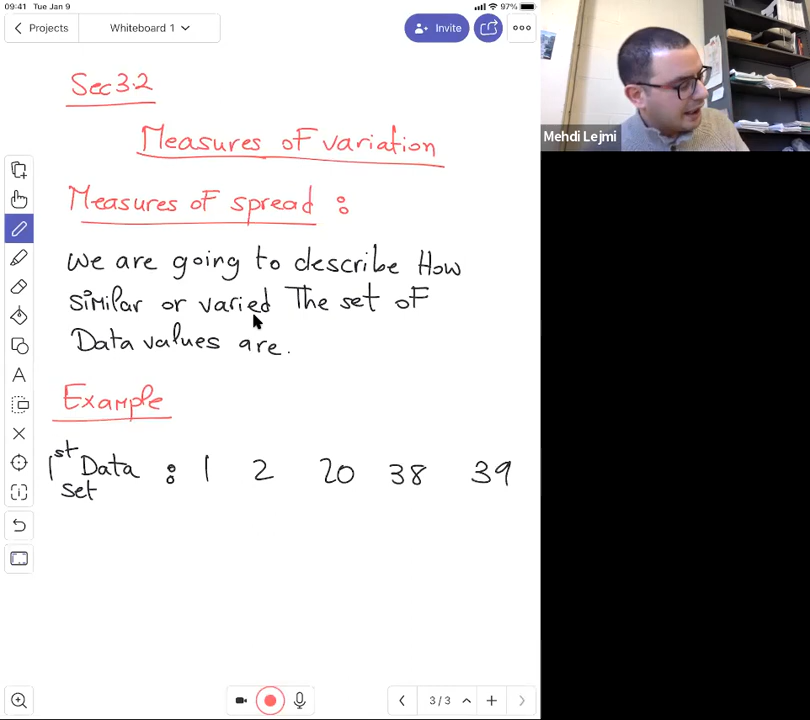 09:41 Tue Jan 9
97%
Projects
Whiteboard 1
Invite
Sec 3.2
Measures of variation
Mehdi Lejmi
Measures of spread :
We are going to describe How
similar or varied The set of
Data values are.
Example
1st Data set : 1 2 20 38 39
A
3/3